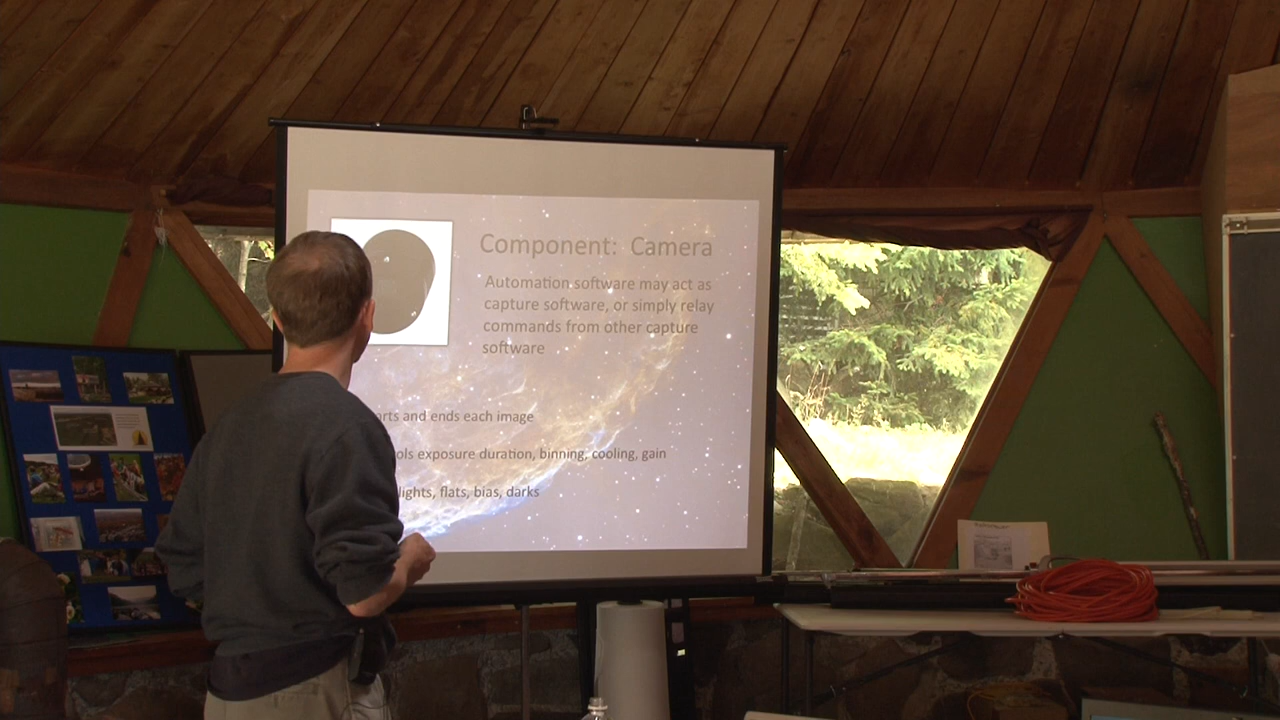 Component: Camera
Automation software may act as
capture software, or simply relay
commands from other capture
software
arts and ends each image
ols exposure duration, binning, cooling, gain
lights, flats, bias, darks